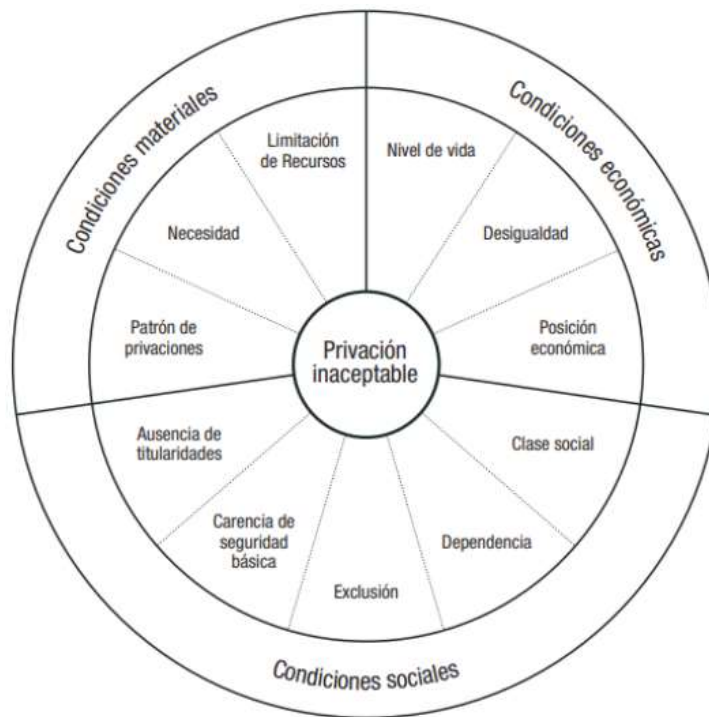 Condiciones materiales
Condiciones económicas
Limitación
de Recursos
Nivel de vida
Necesidad
Desigualdad
Patrón de
privaciones
Posición
económica
Privación
inaceptable
Ausencia de
titularidades
Clase social
Carencia de
seguridad
básica
Dependencia
Exclusión
Condiciones sociales